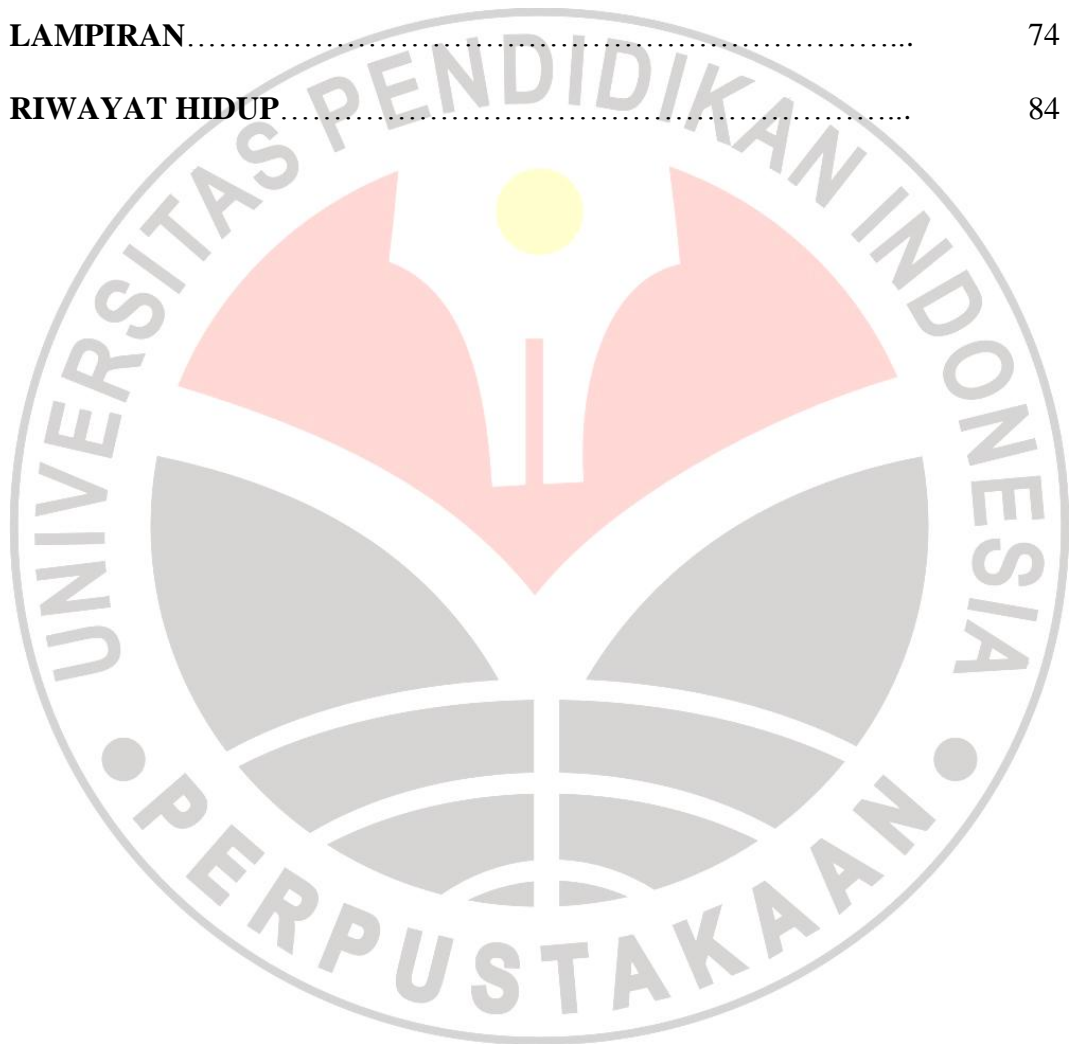 LAMPIRAN……………………………………………………………... 74
RIWAYAT HIDUP…………………………………………………….. 84
UNIVERSITAS PENDIDIKAN INDONESIA
PERPUSTAKAAN